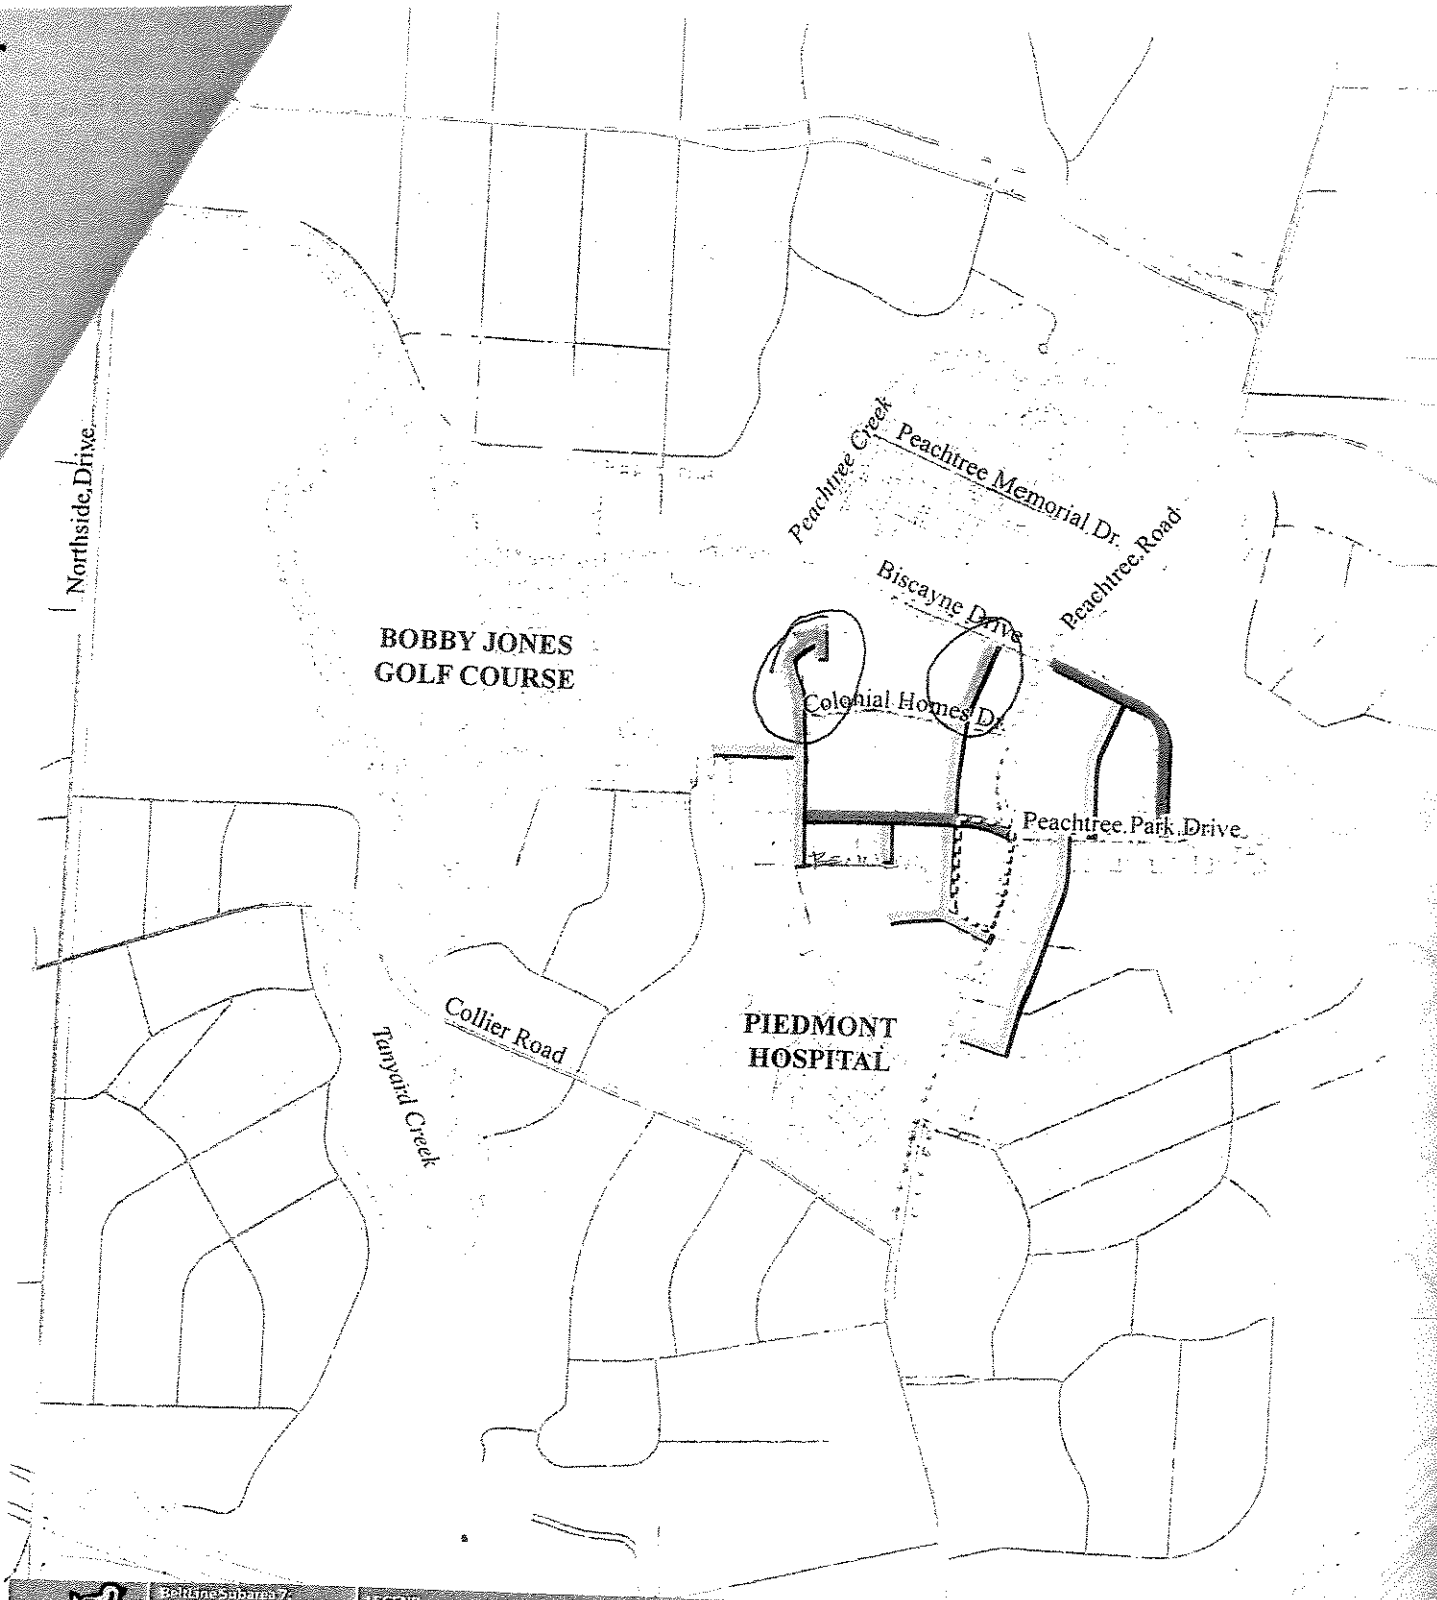 Peachtree Creek
Peachtree Memorial Dr.
Northside Drive
Peachtree Road
Biscayne Drive
BOBBY JONES
GOLF COURSE
Colonial Homes Dr.
Peachtree Park Drive
Collier Road
PIEDMONT
HOSPITAL
Tanyard Creek
BeltLine Subarea 7: